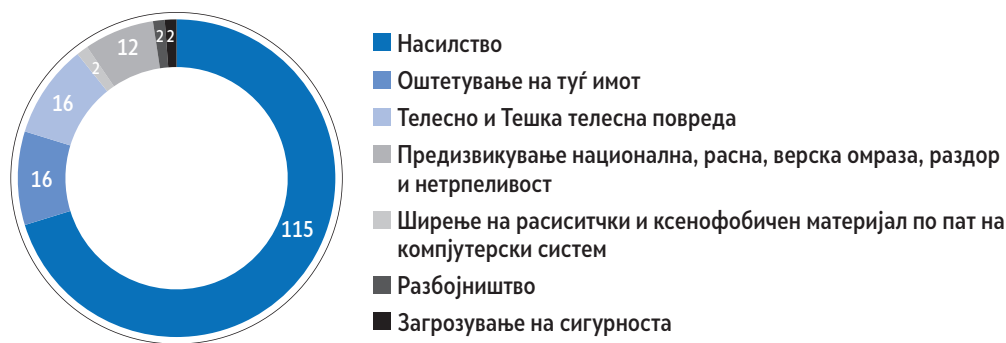 12
2
2
2
16
16
115
Насилство
Оштетување на туѓ имот
Телесно и Тешка телесна повреда
Предизвикување национална, расна, верска омраза, раздор
и нетрпеливост
Ширење на расиситчки и ксенофобичен материјал по пат на
компјутерски систем
Разбојништво
Загрозување на сигурноста